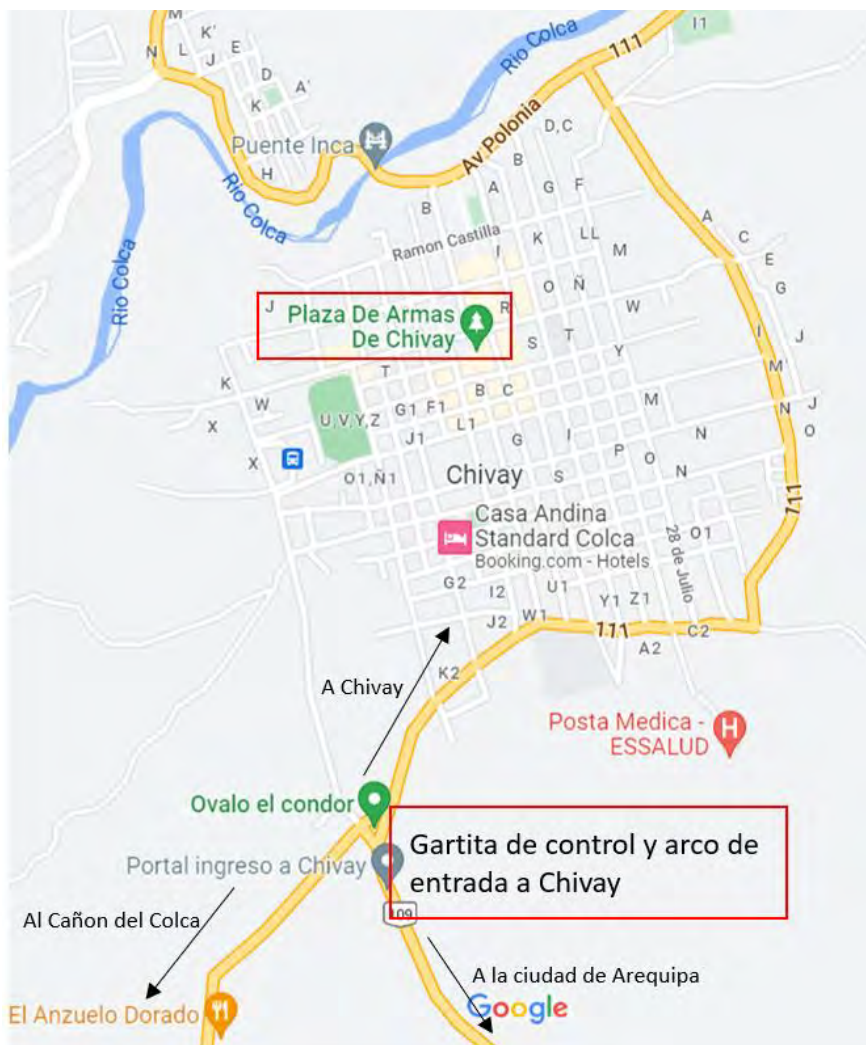 M
K'
N
L
J
E
D
K
A'
H
I1
111
Rio Colca
Av Polonia
Puente Inca
D,C
B
A
G
F
B
Rio Colca
Rio Colca
Ramon Castilla
I
K
LL
M
A
C
E
G
J
R
O
Ñ
W
I
J
Plaza De Armas
De Chivay
S
T
Y
M'
T
K
W
X
B
C
M
N
J
O
U,V,Y,Z
G1
F1
L1
J1
G
I
P
N
X
O
N
O1,Ñ1
Chivay
S
111
Casa Andina
Standard Colca
Booking.com - Hotels
28 de Julio
O1
G2
I2
U1
Y1
Z1
J2
W1
111
C2
A2
K2
A Chivay
Posta Medica -
ESSALUD
H
Ovalo el condor
Portal ingreso a Chivay
Gartita de control y arco de
entrada a Chivay
109
Al Cañon del Colca
A la ciudad de Arequipa
Google
El Anzuelo Dorado